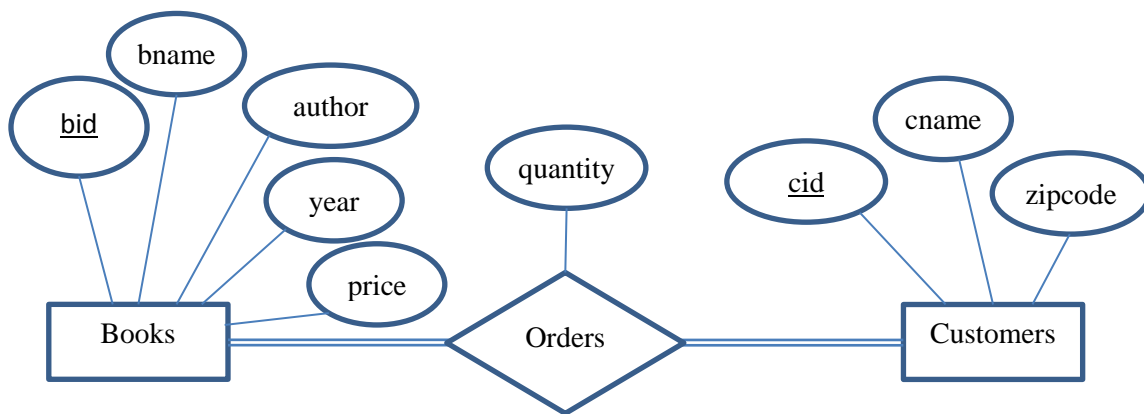 bname
bid
author
cname
quantity
cid
zipcode
year
price
Books
Orders
Customers